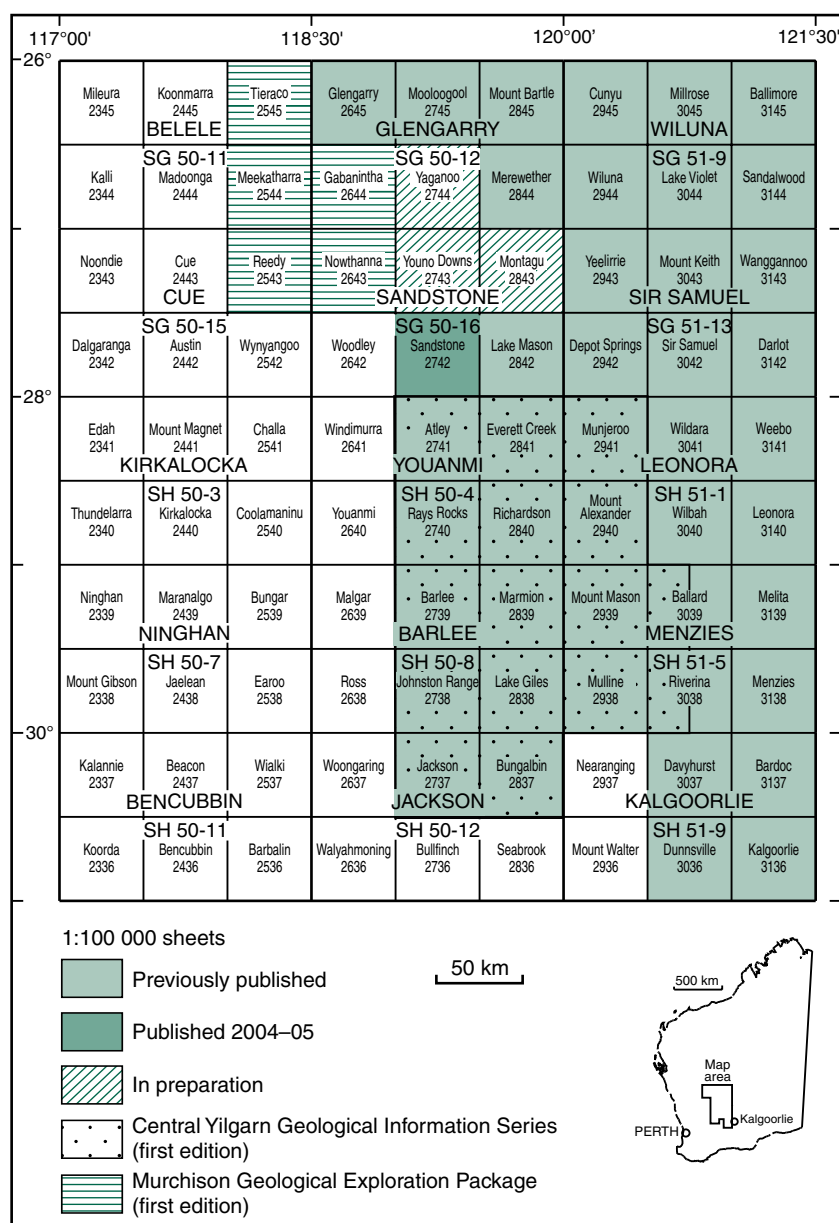 117°00' 118°30' 120°00' 121°30'
26°
Mileura Koonmarra Tieraco Glengarry Mooloogool Mount Bartle Cunyu Millrose Ballimore
2345 2445 2545 2645 2745 2845 2945 3045 3145
BELELE GLENGARRY WILUNA
SG 50-11 SG 50-12 SG 51-9
Kalli Madoonga Meekatharra Gabanintha Yaganoo Merewether Wiluna Lake Violet Sandalwood
2344 2444 2544 2644 2744 2844 2944 3044 3144
Noondie Cue Reedy Nowthanna Youno Downs Montagu Yeelirrie Mount Keith Wanggannoo
2343 2443 2543 2643 2743 2843 2943 3043 3143
CUE SANDSTONE SIR SAMUEL
SG 50-15 SG 50-16 SG 51-13
Dalgaranga Austin Wynyangoo Woodley Sandstone Lake Mason Depot Springs Sir Samuel Darlot
2342 2442 2542 2642 2742 2842 2942 3042 3142
28°
Edah Mount Magnet Challa Windimurra Atley Everett Creek Munjeroo Wildara Weebo
2341 2441 2541 2641 2741 2841 2941 3041 3141
KIRKALOCKA YOUANMI LEONORA
SH 50-3 SH 50-4 SH 51-1
Thundelarra Kirkalocka Coolamaninu Youanmi Rays Rocks Richardson Mount Alexander Wilbah Leonora
2340 2440 2540 2640 2740 2840 2940 3040 3140
Ninghan Maranalgo Bungar Malgar Barlee Marmion Mount Mason Ballard Melita
2339 2439 2539 2639 2739 2839 2939 3039 3139
NINGHAN BARLEE MENZIES
SH 50-7 SH 50-8 SH 51-5
Mount Gibson Jaelean Earoo Ross Johnston Range Lake Giles Mulline Riverina Menzies
2338 2438 2538 2638 2738 2838 2938 3038 3138
30°
Kalannie Beacon Wialki Woongaring Jackson Bungalbin Nearanging Davyhurst Bardoc
2337 2437 2537 2637 2737 2837 2937 3037 3137
BENCUBBIN JACKSON KALGOORLIE
SH 50-11 SH 50-12 SH 51-9
Koorda Bencubbin Barbalin Walyahmoning Bullfinch Seabrook Mount Walter Dunnsville Kalgoorlie
2336 2436 2536 2636 2736 2836 2936 3036 3136
1:100 000 sheets
Previously published
Published 2004–05
In preparation
Central Yilgarn Geological Information Series
(first edition)
Murchison Geological Exploration Package
(first edition)
50 km
500 km
Map
area
Kalgoorlie
PERTH